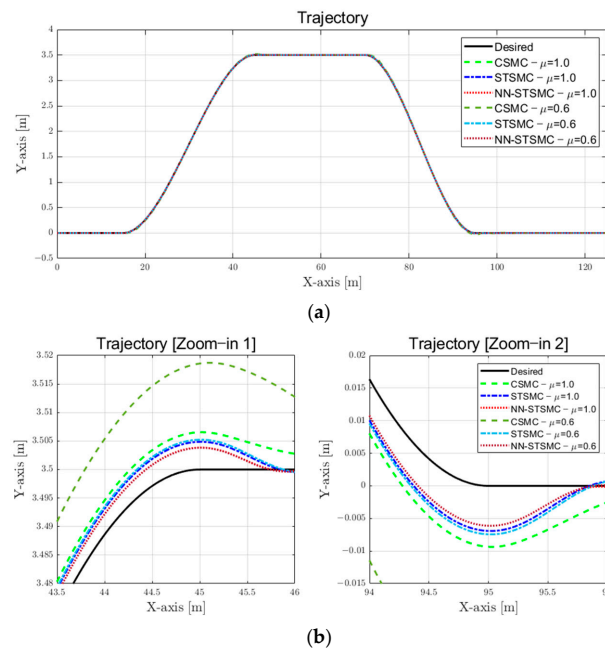 Trajectory
Y-axis [m]
4
3.5
3
2.5
2
1.5
1
0.5
0
-0.5
0 20 40 60 80 100 120
X-axis [m]
Desired
CSMC - μ=1.0
STSMC - μ=1.0
NN-STSMC - μ=1.0
CSMC - μ=0.6
STSMC - μ=0.6
NN-STSMC - μ=0.6
(a)
Trajectory [Zoom-in 1]
Y-axis [m]
3.52
3.515
3.51
3.505
3.5
3.495
3.49
3.485
3.48
43.5 44 44.5 45 45.5 46
X-axis [m]
Trajectory [Zoom-in 2]
Y-axis [m]
0.02
0.015
0.01
0.005
0
-0.005
-0.01
-0.015
94 94.5 95 95.5
X-axis [m]
Desired
CSMC - μ=1.0
STSMC - μ=1.0
NN-STSMC - μ=1.0
CSMC - μ=0.6
STSMC - μ=0.6
NN-STSMC - μ=0.6
(b)